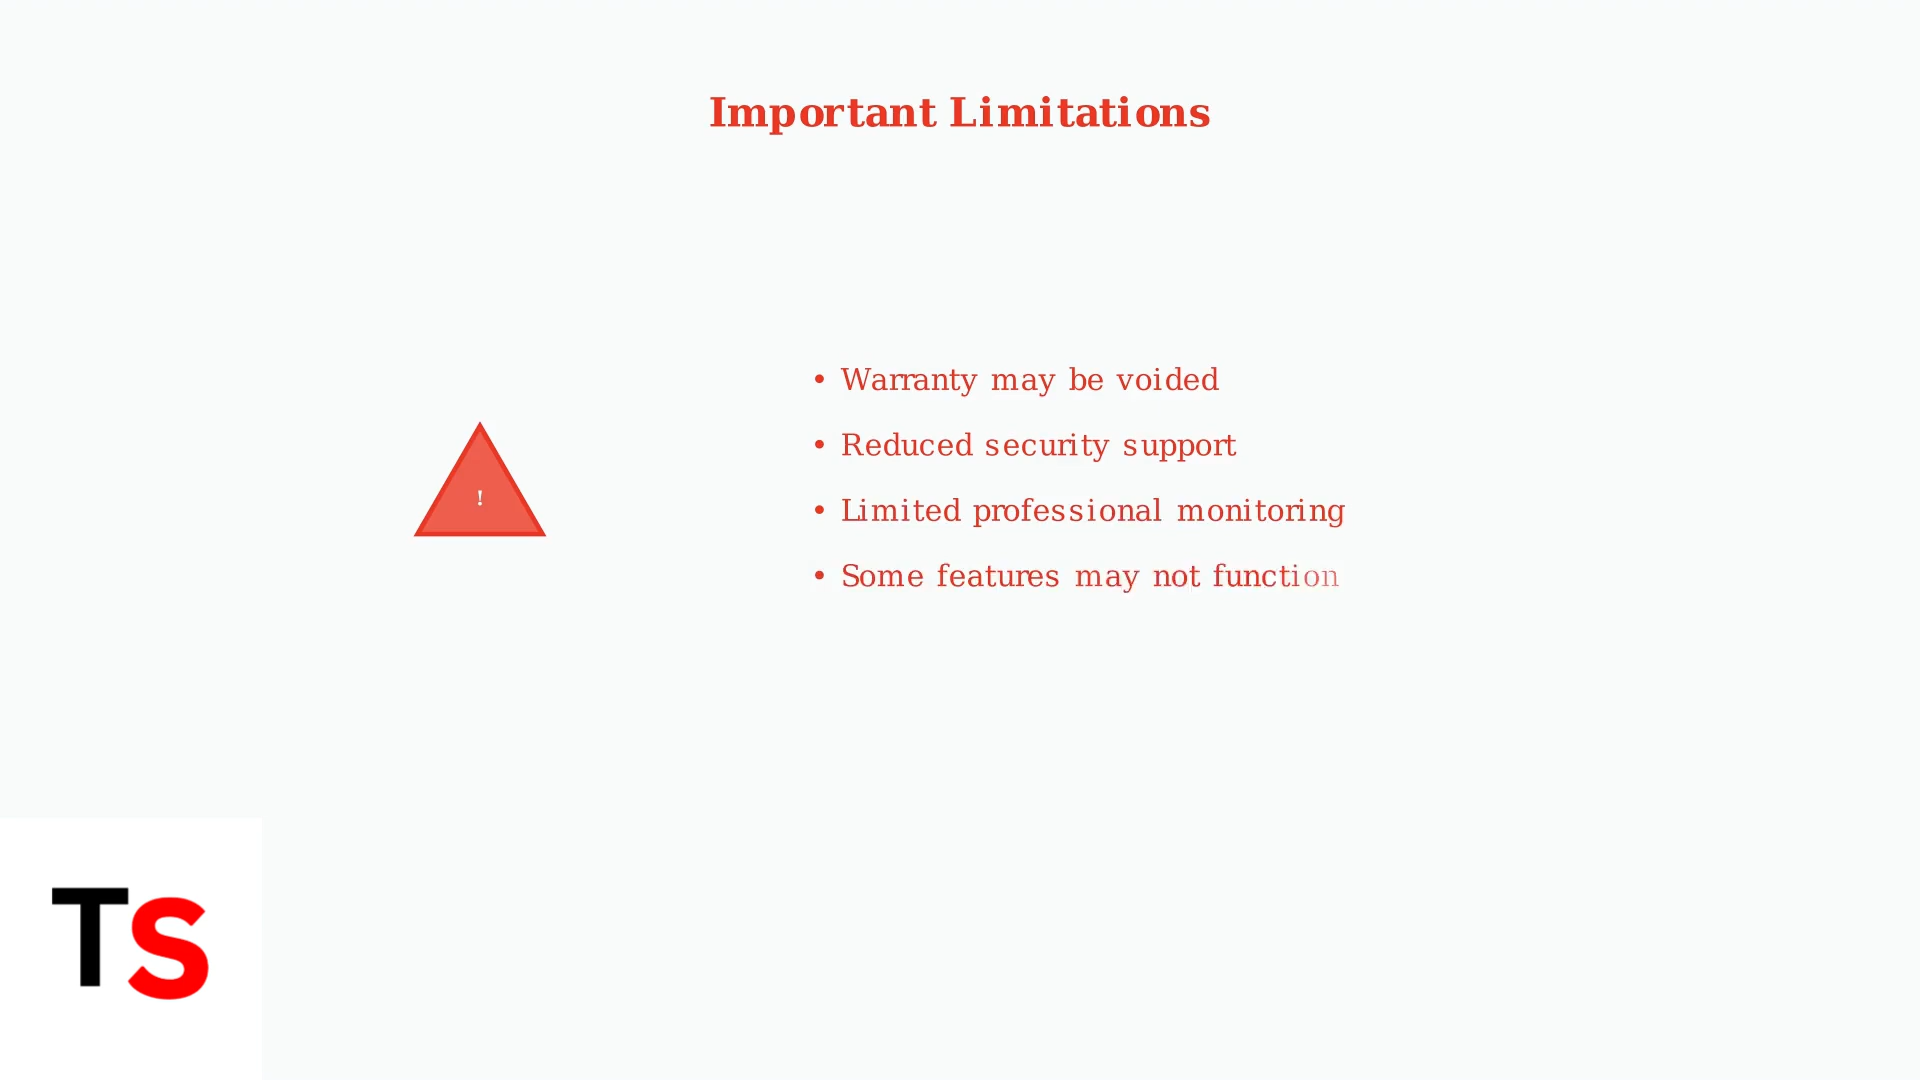 Important Limitations
• Warranty may be voided
• Reduced security support
• Limited professional monitoring
• Some features may not function
!
TS